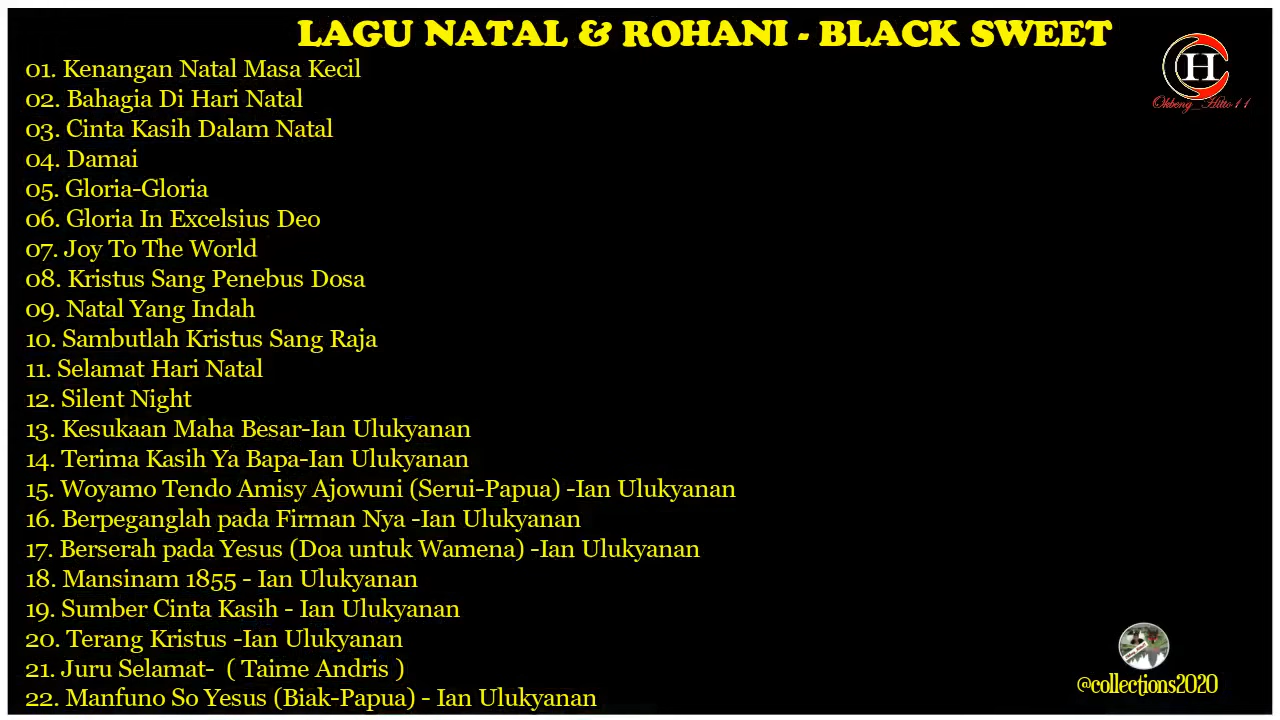 LAGU NATAL & ROHANI - BLACK SWEET
H
Okbeng_Hitto11
01. Kenangan Natal Masa Kecil
02. Bahagia Di Hari Natal
03. Cinta Kasih Dalam Natal
04. Damai
05. Gloria-Gloria
06. Gloria In Excelsius Deo
07. Joy To The World
08. Kristus Sang Penebus Dosa
09. Natal Yang Indah
10. Sambutlah Kristus Sang Raja
11. Selamat Hari Natal
12. Silent Night
13. Kesukaan Maha Besar-Ian Ulukyanan
14. Terima Kasih Ya Bapa-Ian Ulukyanan
15. Woyamo Tendo Amisy Ajowuni (Serui-Papua) -Ian Ulukyanan
16. Berpeganglah pada Firman Nya -Ian Ulukyanan
17. Berserah pada Yesus (Doa untuk Wamena) -Ian Ulukyanan
18. Mansinam 1855 - Ian Ulukyanan
19. Sumber Cinta Kasih - Ian Ulukyanan
20. Terang Kristus -Ian Ulukyanan
21. Juru Selamat- ( Taime Andris )
22. Manfuno So Yesus (Biak-Papua) - Ian Ulukyanan
@collections2020